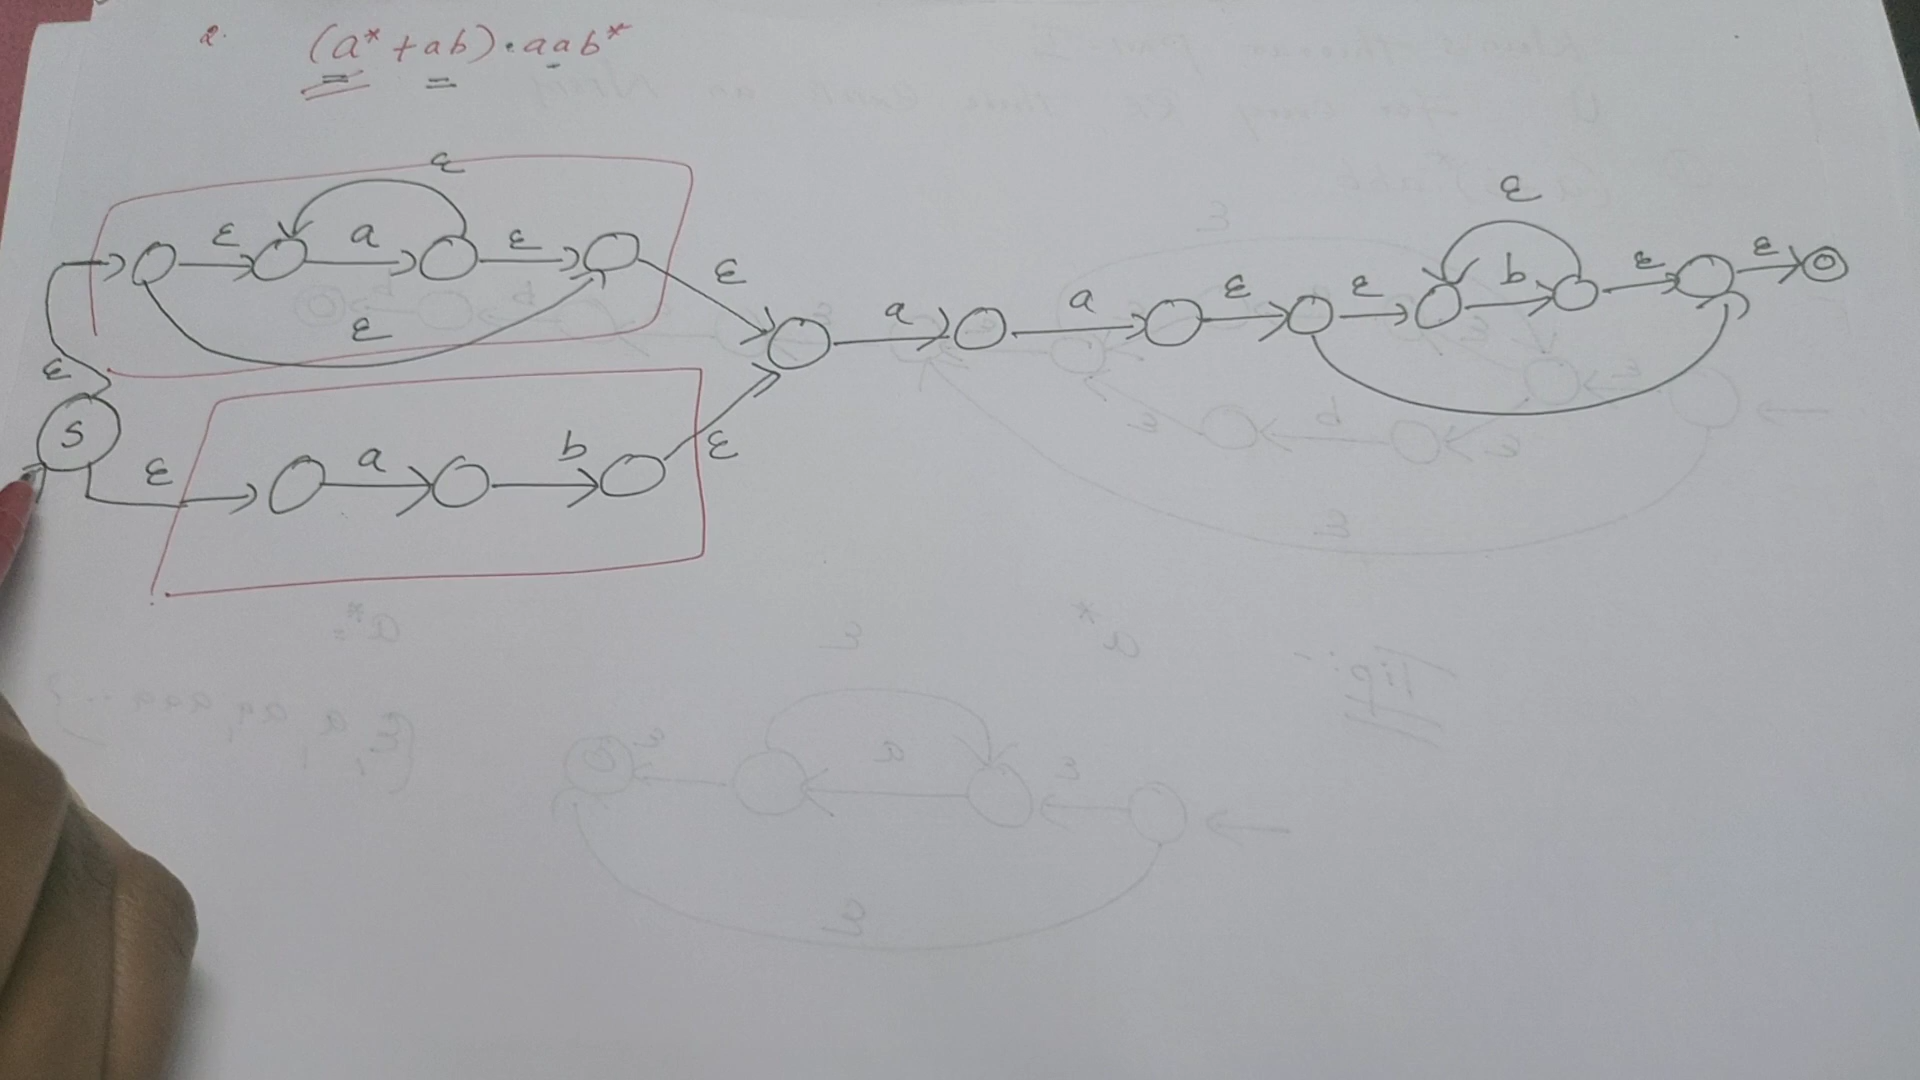 2. (a* + ab) . aab*
ε
ε a ε
ε
ε
ε
S
ε a b
ε
a a ε ε
ε
b ε ε